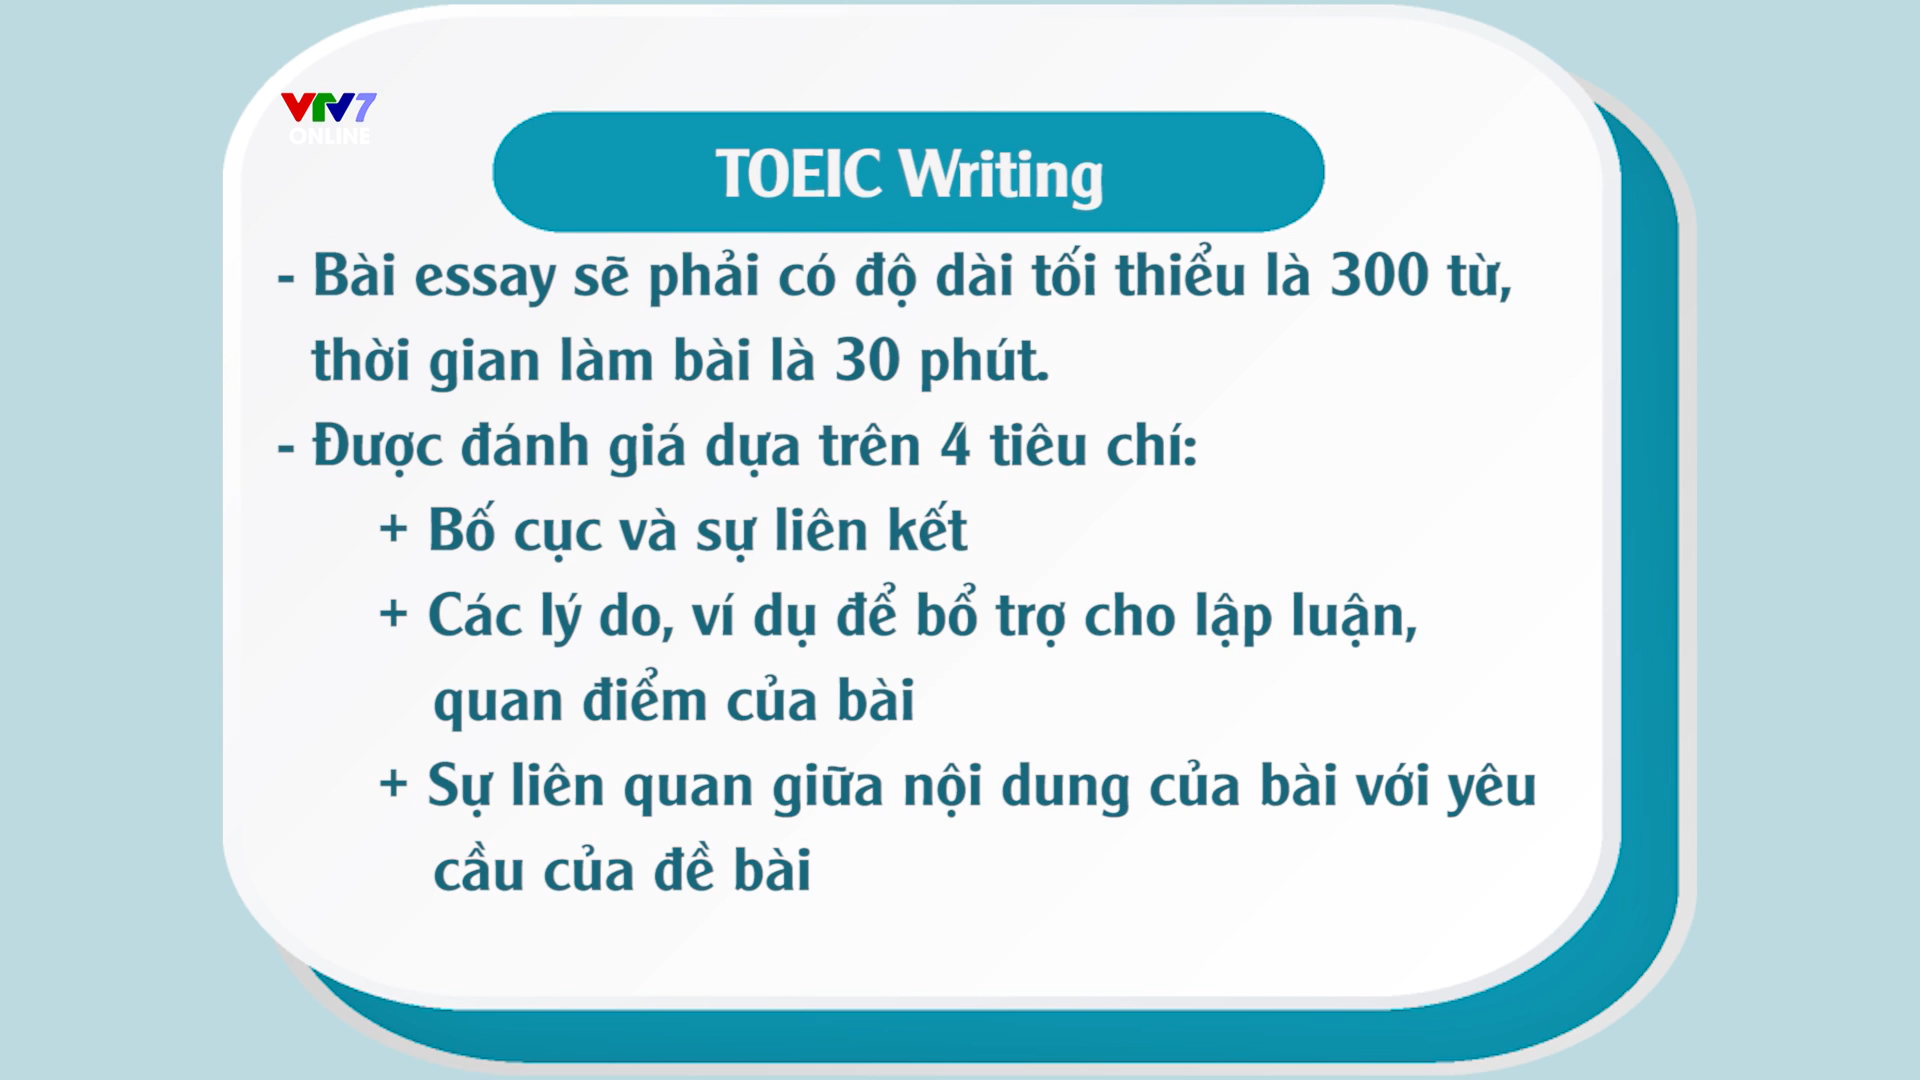 VTV7
ONLINE
TOEIC Writing
- Bài essay sẽ phải có độ dài tối thiểu là 300 từ,
thời gian làm bài là 30 phút.
- Được đánh giá dựa trên 4 tiêu chí:
+ Bố cục và sự liên kết
+ Các lý do, ví dụ để bổ trợ cho lập luận,
quan điểm của bài
+ Sự liên quan giữa nội dung của bài với yêu
cầu của đề bài